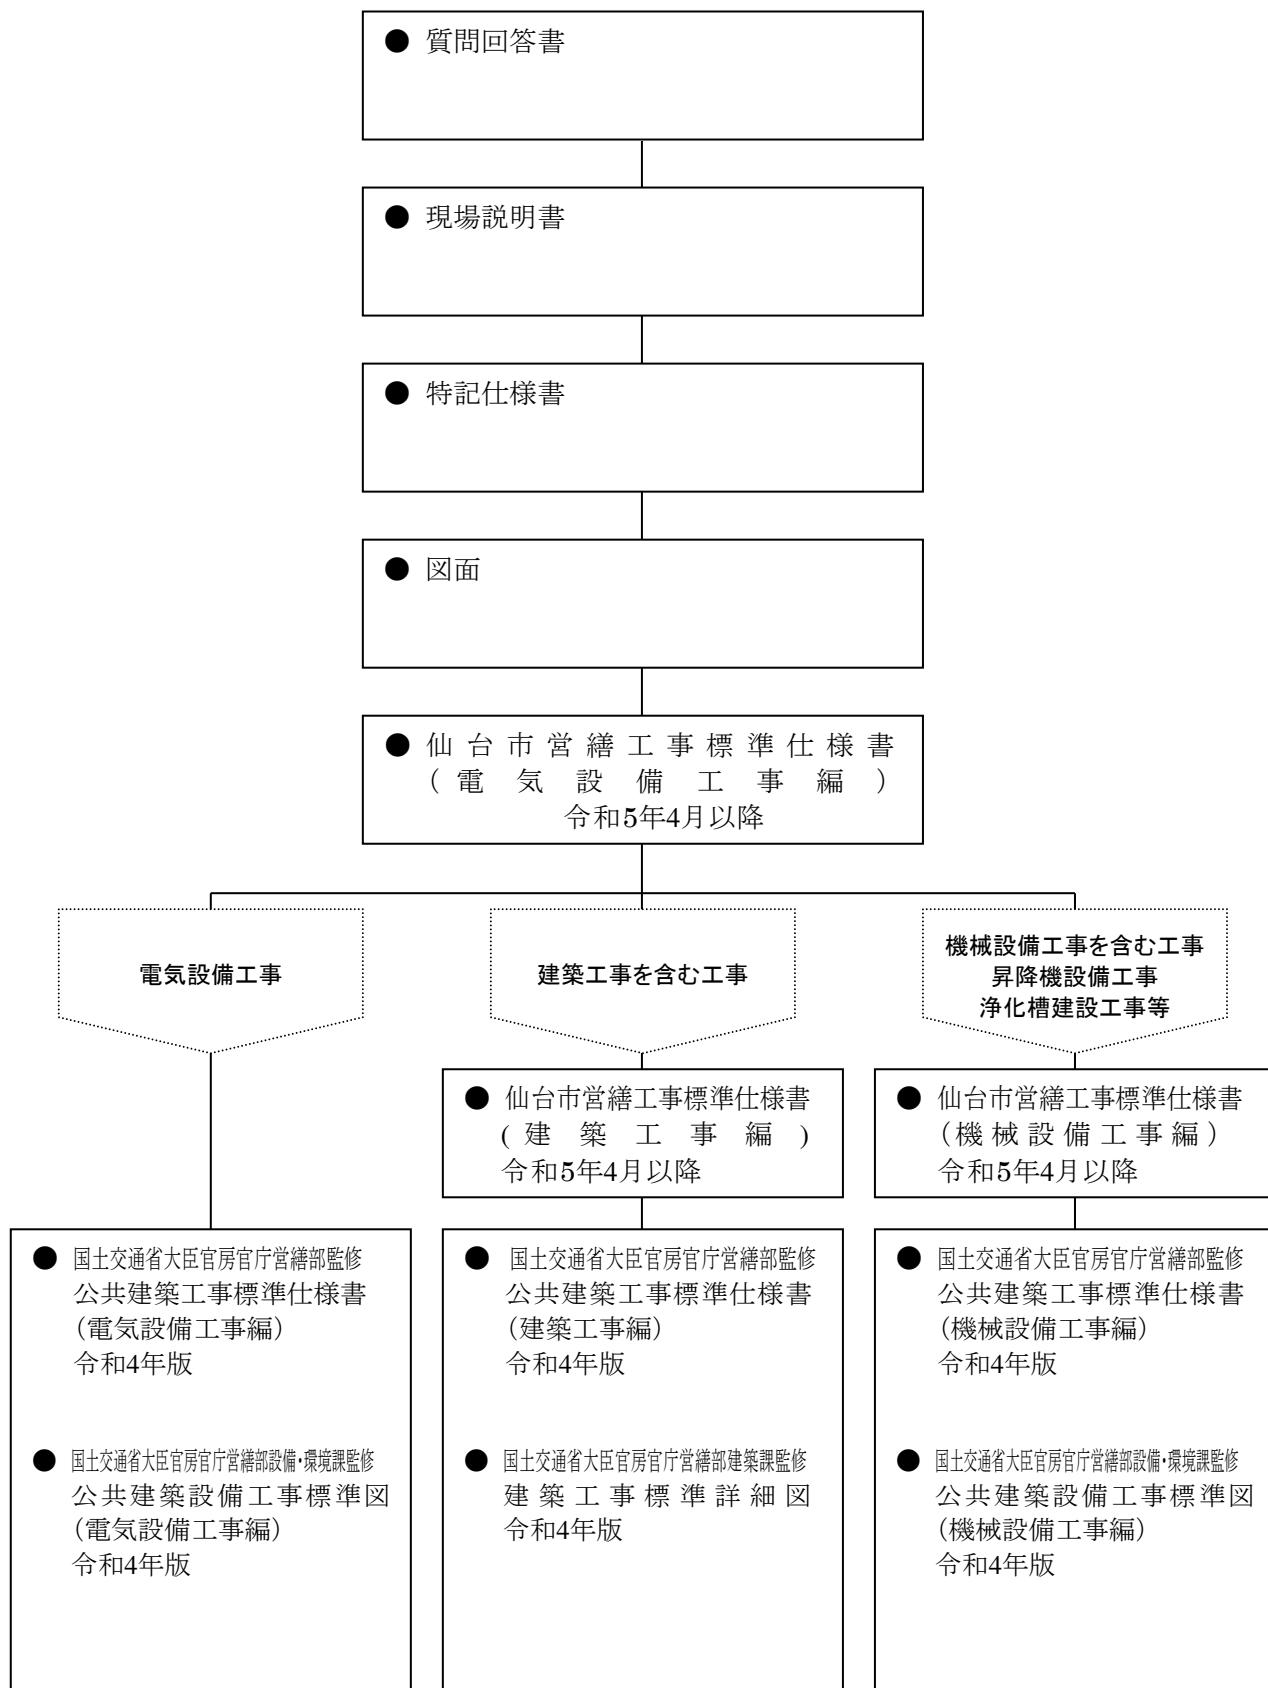 ● 質問回答書
● 現場説明書
● 特記仕様書
● 図面
● 仙台市営繕工事標準仕様書
（電気設備工事編）
令和5年4月以降
電気設備工事
建築工事を含む工事
機械設備工事を含む工事
昇降機設備工事
浄化槽建設工事等
● 仙台市営繕工事標準仕様書
(建築工事編)
令和5年4月以降
● 仙台市営繕工事標準仕様書
（機械設備工事編）
令和5年4月以降
● 国土交通省大臣官房官庁営繕部監修
公共建築工事標準仕様書
（電気設備工事編）
令和4年版
● 国土交通省大臣官房官庁営繕部設備・環境課監修
公共建築設備工事標準図
（電気設備工事編）
令和4年版
● 国土交通省大臣官房官庁営繕部監修
公共建築工事標準仕様書
（建築工事編）
令和4年版
● 国土交通省大臣官房官庁営繕部建築課監修
建築工事標準詳細図
令和4年版
● 国土交通省大臣官房官庁営繕部監修
公共建築工事標準仕様書
（機械設備工事編）
令和4年版
● 国土交通省大臣官房官庁営繕部設備・環境課監修
公共建築設備工事標準図
（機械設備工事編）
令和4年版